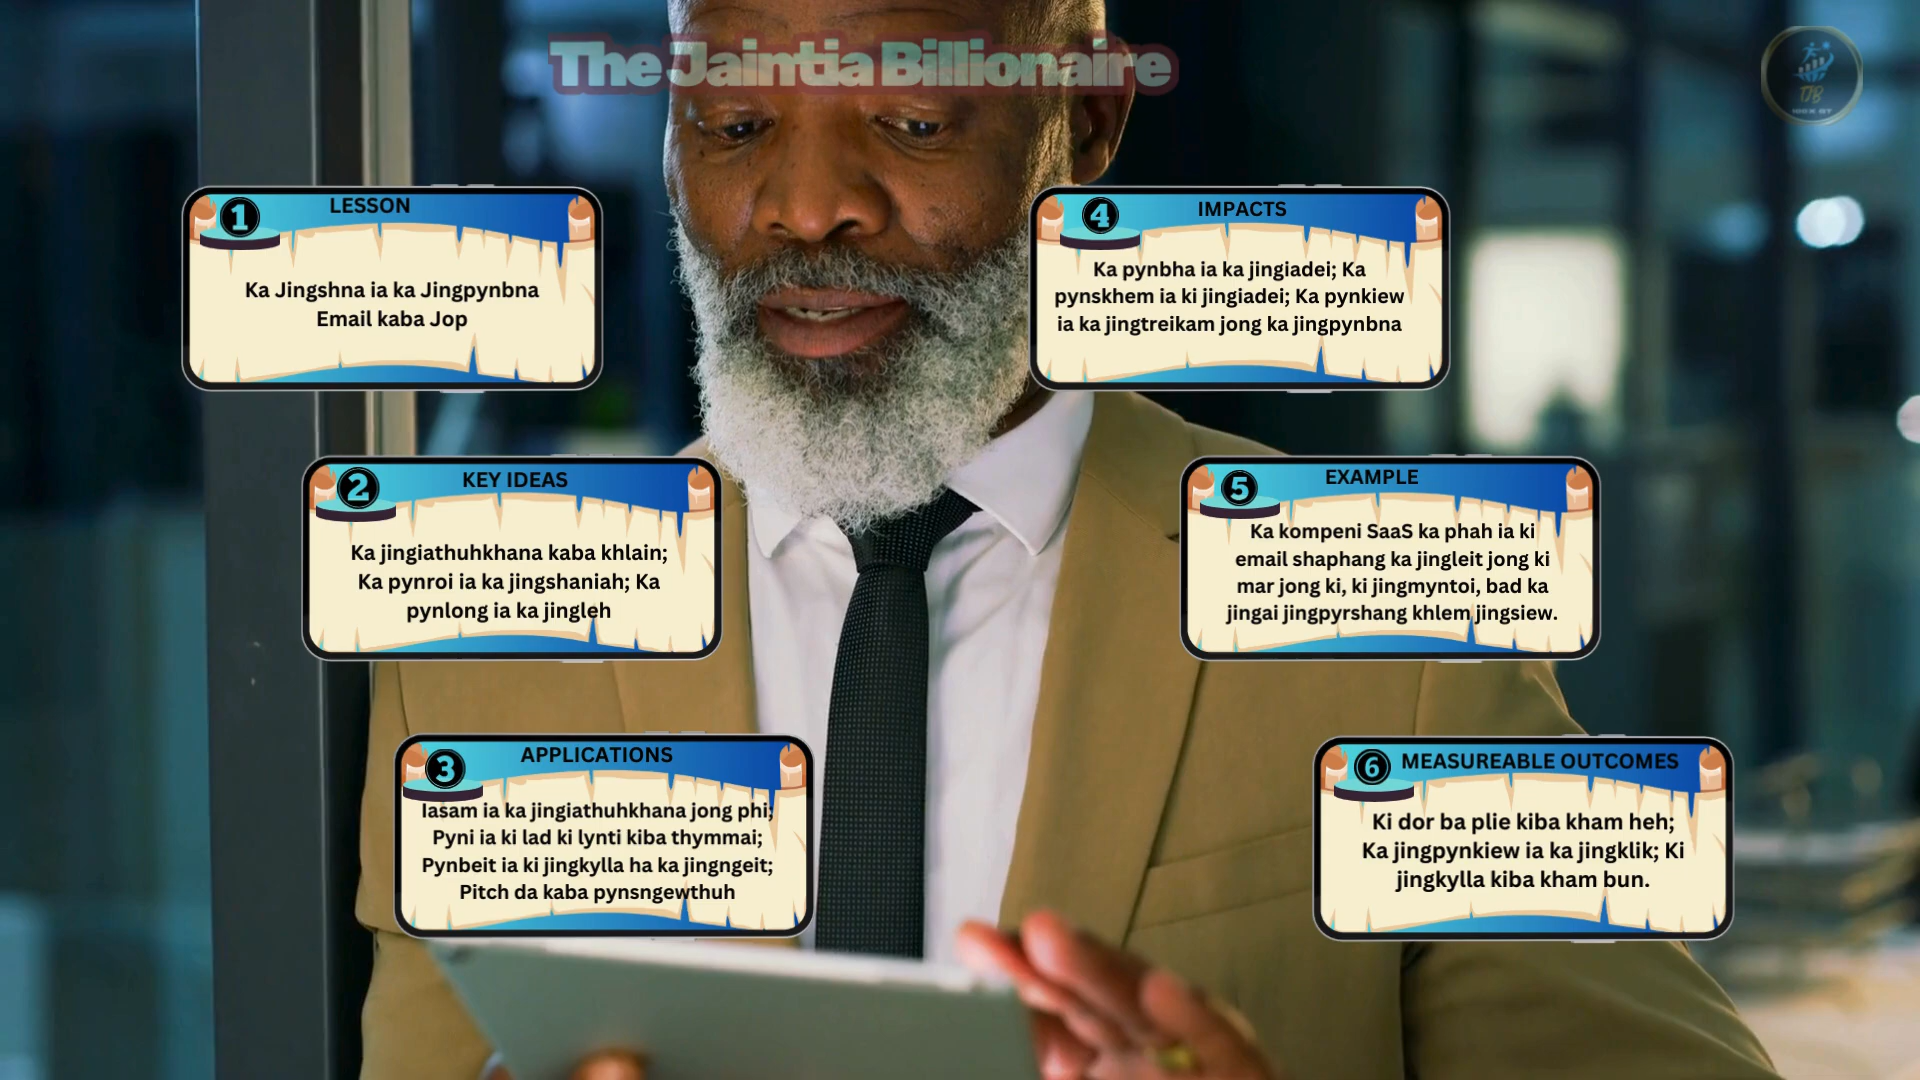 The Jaintia Billionaire
TJB
1
LESSON
Ka Jingshna ia ka Jingpynbna
Email kaba Jop
2
KEY IDEAS
Ka jingiathuhkhana kaba khlain;
Ka pynroi ia ka jingshaniah; Ka
pynlong ia ka jingleh
3
APPLICATIONS
Iasam ia ka jingiathuhkhana jong phi;
Pyni ia ki lad ki lynti kiba thymmai;
Pynbeit ia ki jingkylla ha ka jingngeit;
Pitch da kaba pynsngewthuh
4
IMPACTS
Ka pynbha ia ka jingiadei; Ka
pynskhem ia ki jingiadei; Ka pynkiew
ia ka jingtreikam jong ka jingpynbna
5
EXAMPLE
Ka kompeni SaaS ka phah ia ki
email shaphang ka jingleit jong ki
mar jong ki, ki jingmyntoi, bad ka
jingai jingpyrshang khlem jingsiew.
6
MEASUREABLE OUTCOMES
Ki dor ba plie kiba kham heh;
Ka jingpynkiew ia ka jingklik; Ki
jingkylla kiba kham bun.